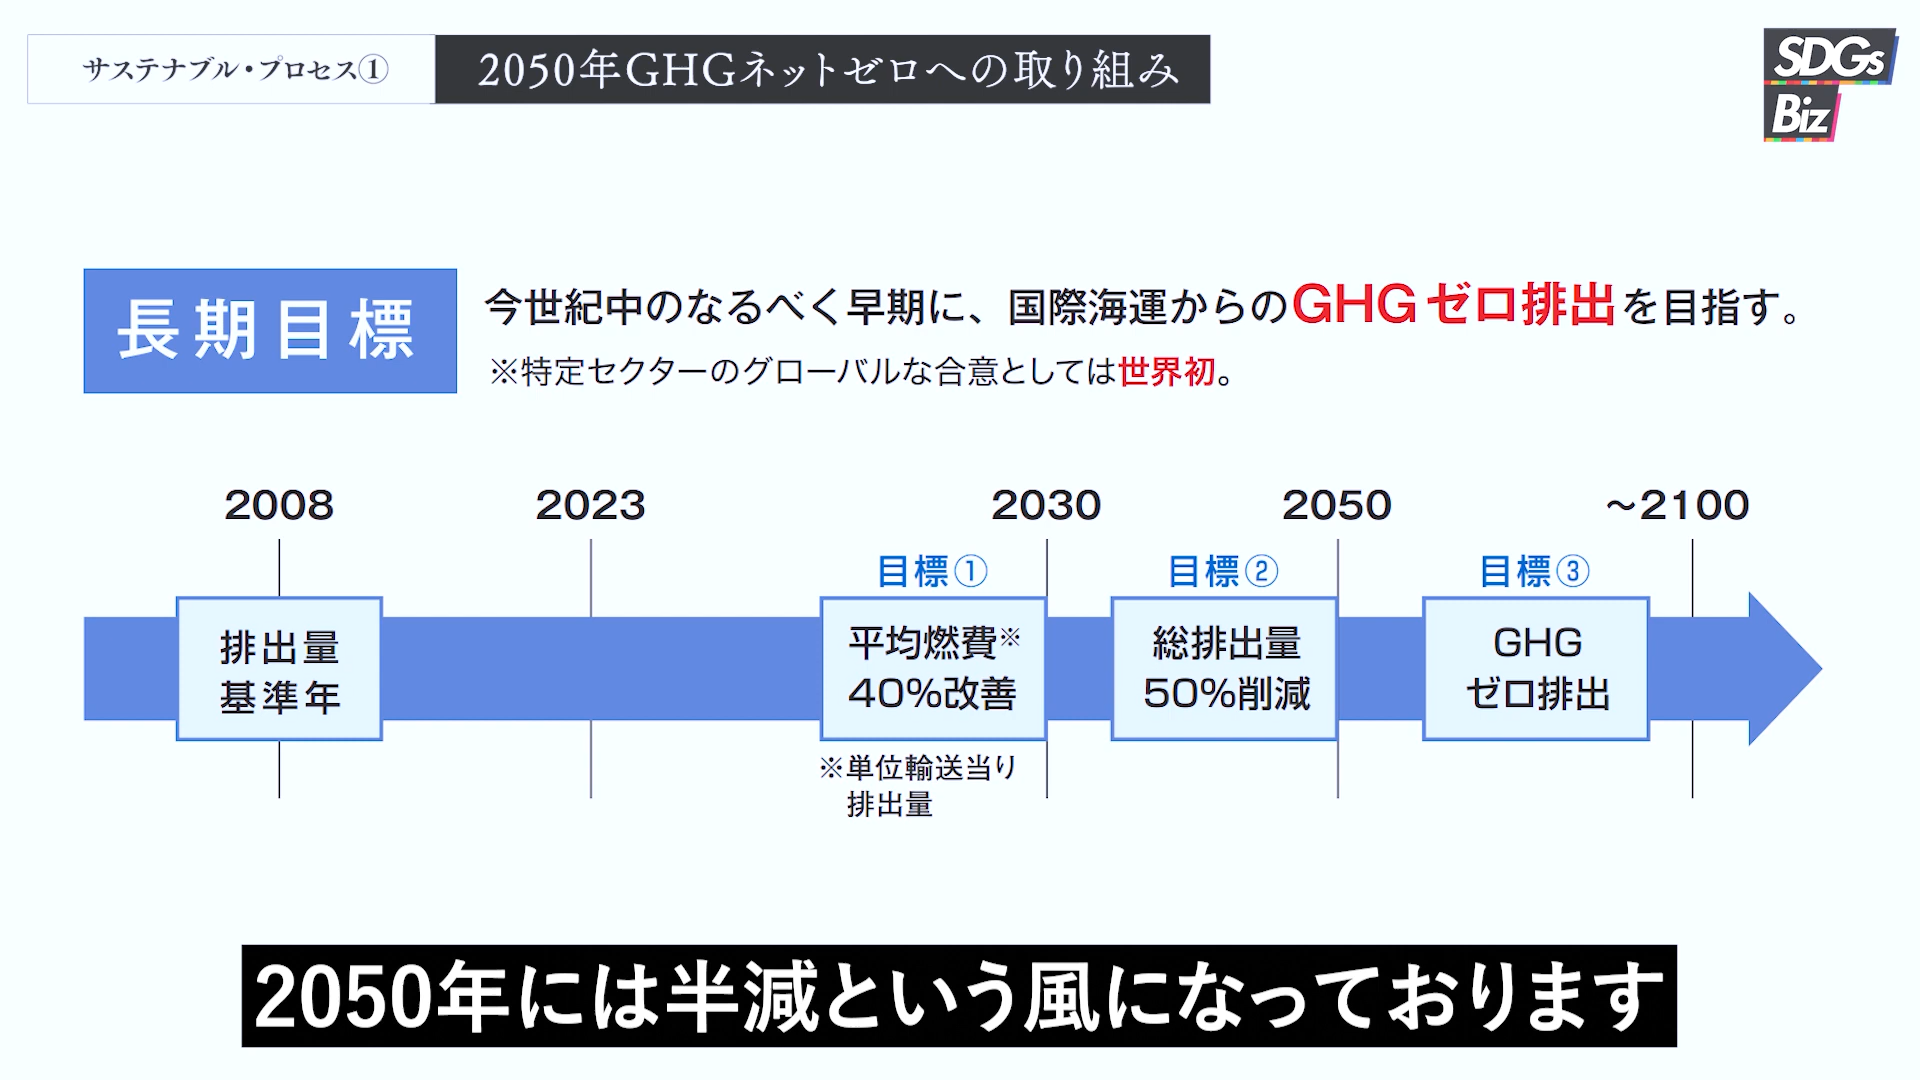 サステナブル・プロセス①
2050年GHGネットゼロへの取り組み
SDGs
Biz
長期目標
今世紀中のなるべく早期に、国際海運からのGHGゼロ排出を目指す。
※特定セクターのグローバルな合意としては世界初。
2008
2023
2030
2050
～2100
目標①
目標②
目標③
排出量
基準年
平均燃費※
40%改善
総排出量
50%削減
GHG
ゼロ排出
※単位輸送当り
排出量
2050年には半減という風になっております